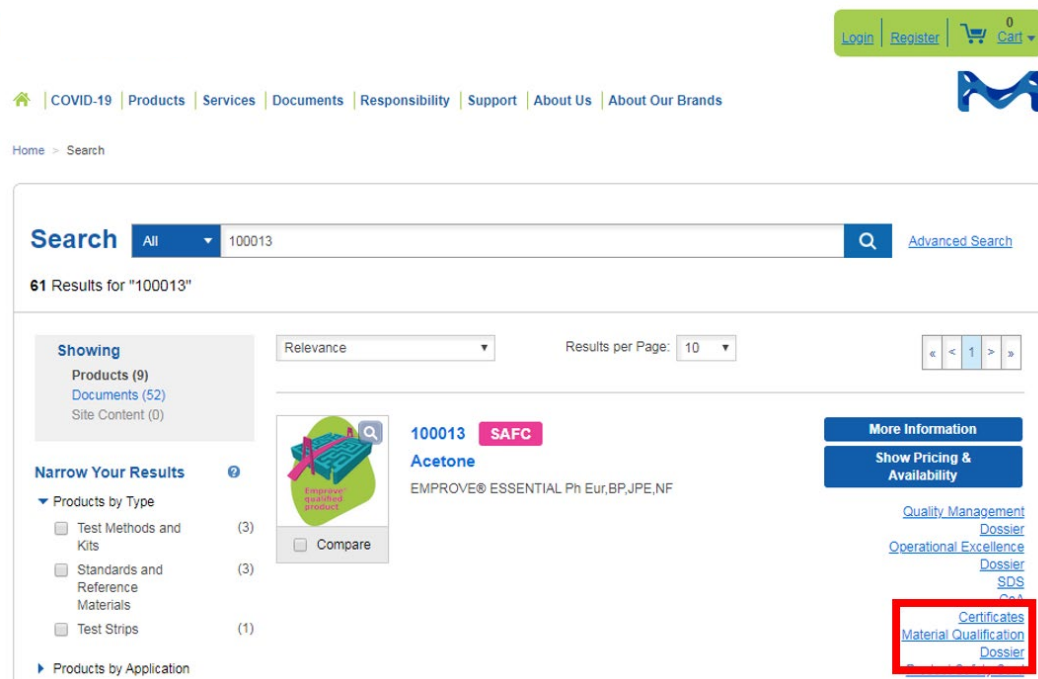 0
Login Register Cart
COVID-19 Products Services Documents Responsibility Support About Us About Our Brands
Home > Search
Search All 100013 Advanced Search
61 Results for "100013"
Showing
Products (9)
Documents (52)
Site Content (0)
Relevance Results per Page: 10 « < 1 > »
Narrow Your Results
Products by Type
Test Methods and Kits (3)
Standards and Reference Materials (3)
Test Strips (1)
Products by Application
Emprove®
qualified
product
Compare
100013 SAFC
Acetone
EMPROVE® ESSENTIAL Ph Eur,BP,JPE,NF
More Information
Show Pricing &
Availability
Quality Management
Dossier
Operational Excellence
Dossier
SDS
CoA
Certificates
Material Qualification
Dossier